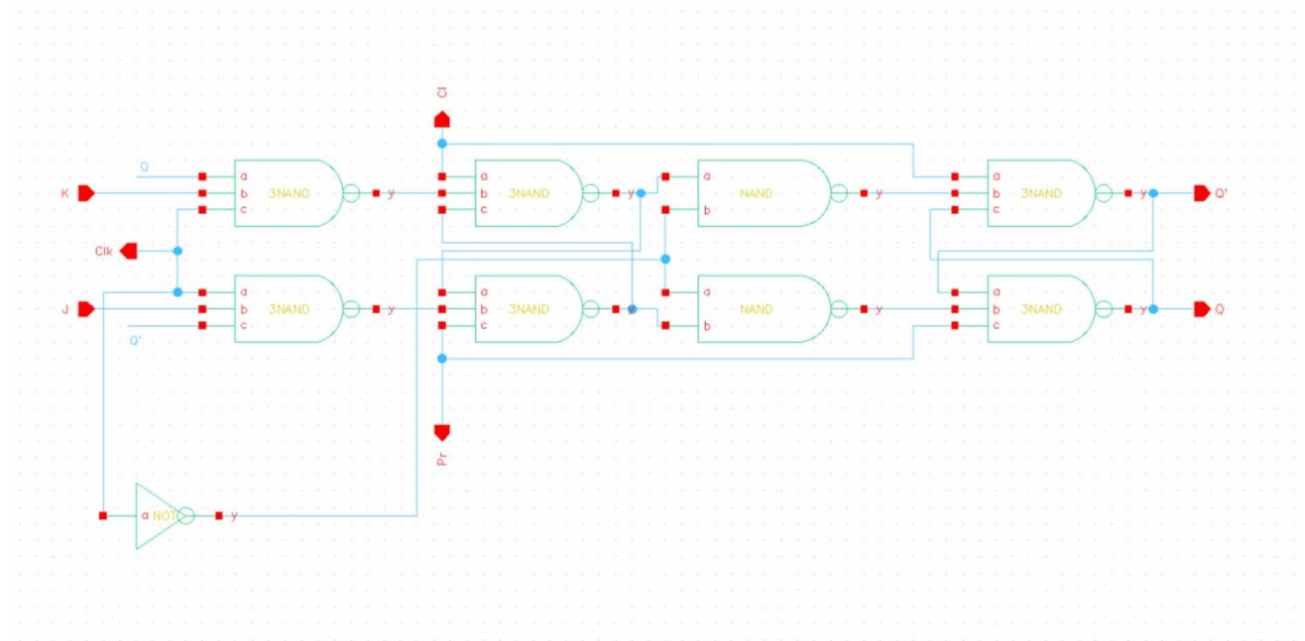 Cl
Q
a 3NAND a 3NAND a NAND a 3NAND
K b y b y y b y Q'
c c b c
Clk
a 3NAND a 3NAND a NAND a 3NAND
J b y b y y b y Q
c c b c
Q'
Pr
a NOT y